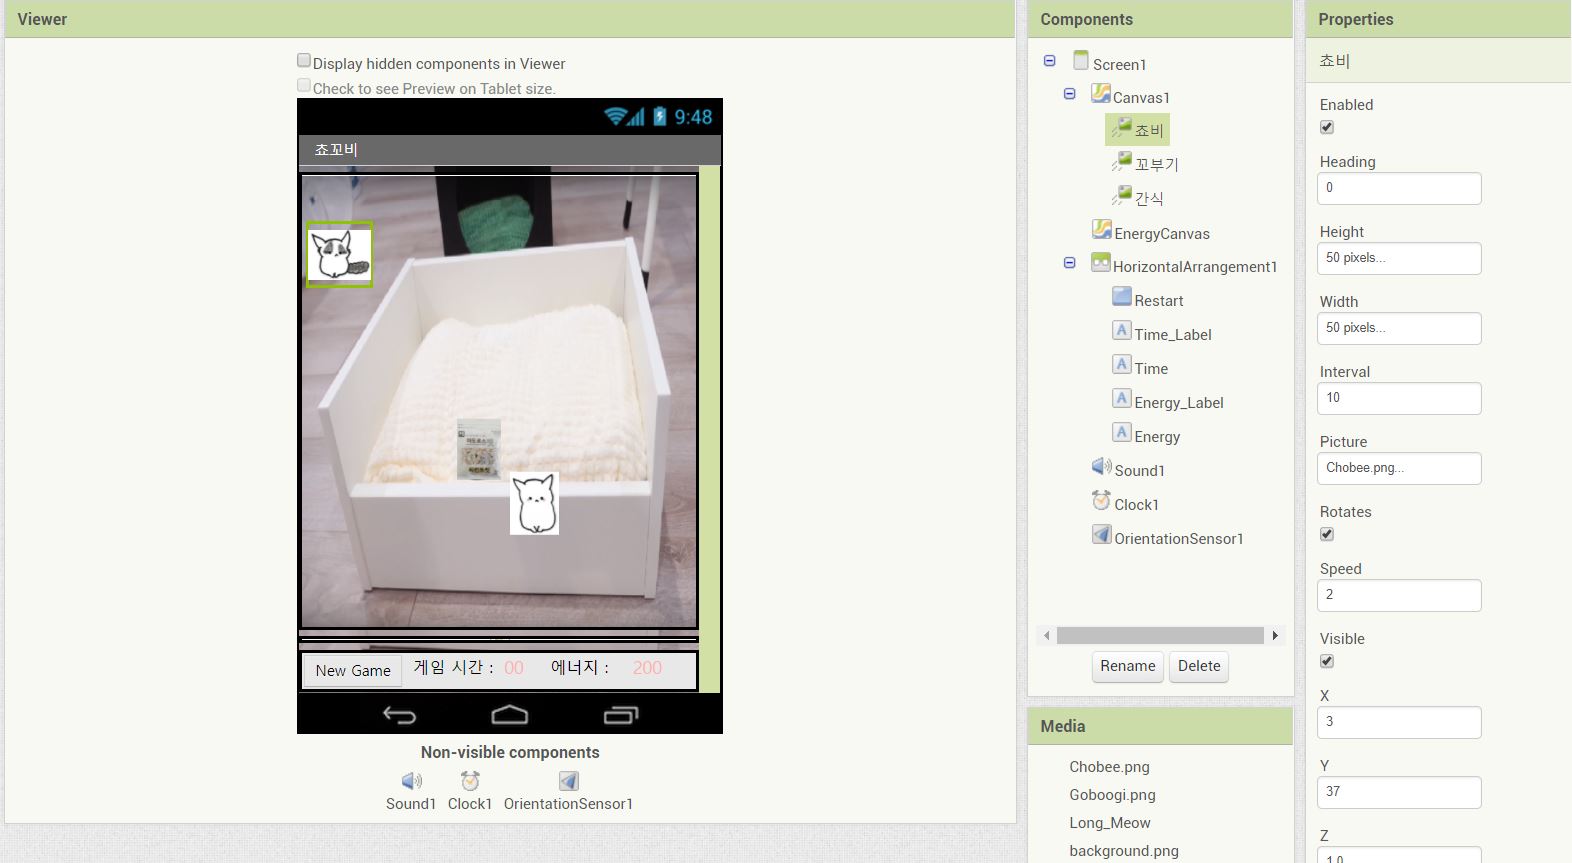 Viewer
Display hidden components in Viewer
Check to see Preview on Tablet size.
9:48
쵸꼬비
New Game
게임 시간 :
00
에너지 :
200
Non-visible components
Sound1
Clock1
OrientationSensor1
Components
Screen1
Canvas1
쵸비
꼬부기
간식
EnergyCanvas
HorizontalArrangement1
Restart
A Time_Label
A Time
A Energy_Label
A Energy
Sound1
Clock1
OrientationSensor1
Rename
Delete
Media
Chobee.png
Goboogi.png
Long_Meow
background.png
Properties
쵸비
Enabled
Heading
0
Height
50 pixels...
Width
50 pixels...
Interval
10
Picture
Chobee.png...
Rotates
Speed
2
Visible
X
3
Y
37
Z
1.0